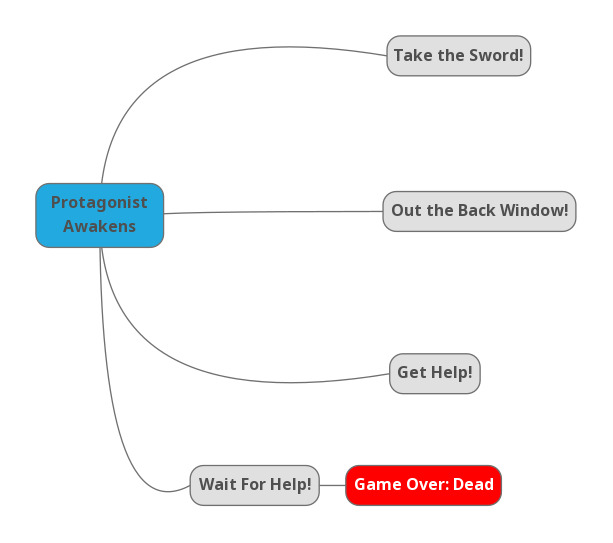 Take the Sword!
Protagonist
Awakens
Out the Back Window!
Get Help!
Wait For Help!
Game Over: Dead